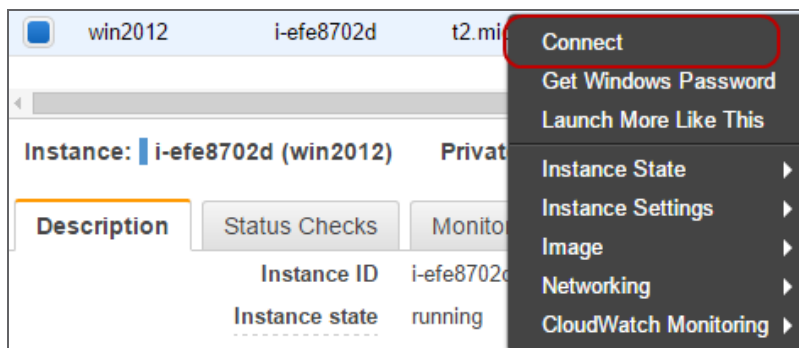 win2012 i-efe8702d
Connect
Get Windows Password
Launch More Like This
Instance: i-efe8702d (win2012)
Instance State
Instance Settings
Image
Networking
CloudWatch Monitoring
Description Status Checks
Instance ID
Instance state running